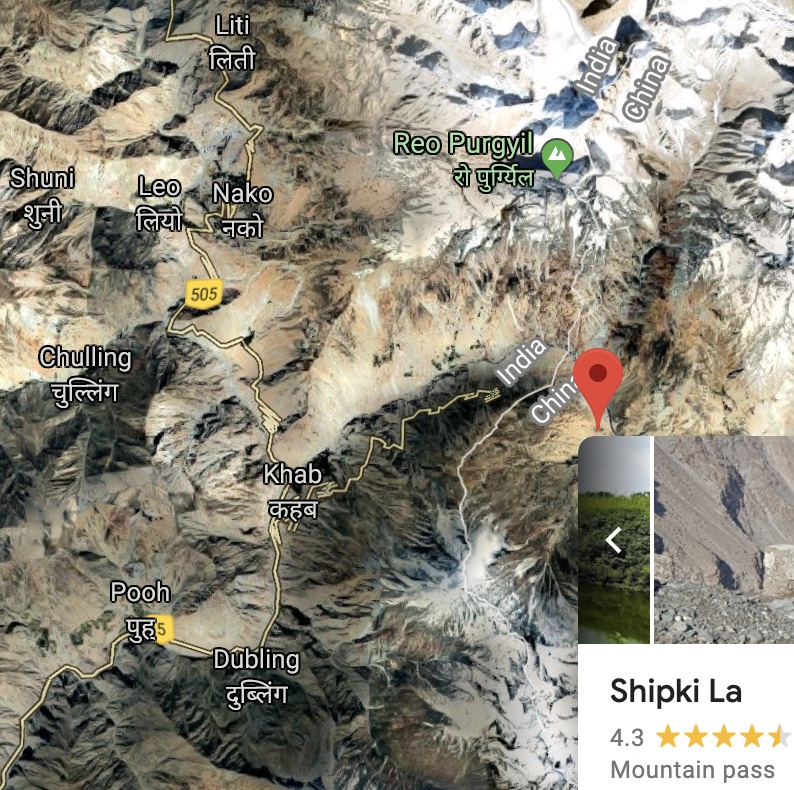 Liti
लिती
India
China
Reo Purgyil
रो पुर्ग्यिल
Shuni
शुनी
Leo
लियो
Nako
नको
505
Chulling
चुल्लिंग
India
Khab
कहब
Pooh
पुह
5
Dubling
दुब्लिंग
Shipki La
4.3
Mountain pass